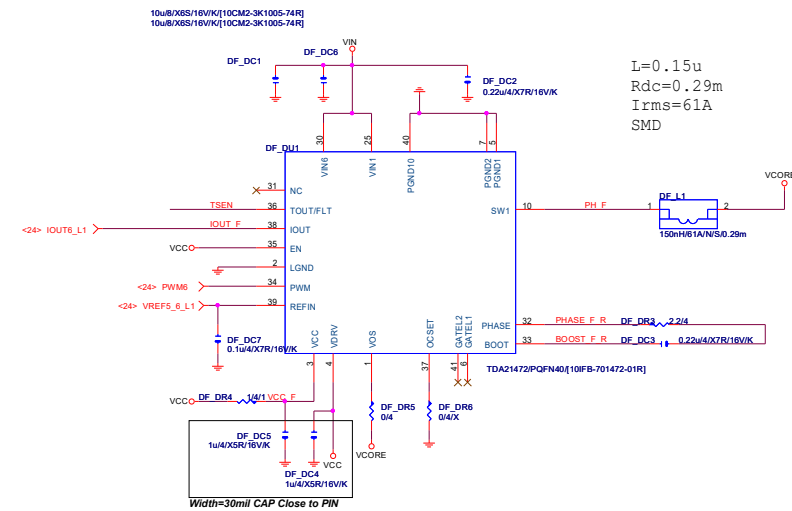 10u/8/X6S/16V/K/[10CM2-3K1005-74R]
10u/8/X6S/16V/K/[10CM2-3K1005-74R]
VIN
DF_DC1
DF_DC6
DF_DC2
0.22u/4/X7R/16V/K
L=0.15u
Rdc=0.29m
Irms=61A
SMD
DF_DU1
30
25
40
7
5
VIN6
VIN1
PGND10
PGND2
PGND1
VCORE
31
NC
TSEN
36
TOUT/FLT
<24> IOUT6_L1
IOUT_F
38
IOUT
VCC
35
EN
2
LGND
<24> PWM6
34
PWM
<24> VREF5_6_L1
39
REFIN
SW1
10
PH_F
DF_L1
1
2
150nH/61A/N/S/0.29m
PHASE
32
PHASE_F_R
DF_DR3
2.2/4
BOOT
33
BOOST_F_R
DF_DC3
0.22u/4/X7R/16V/K
DF_DC7
0.1u/4/X7R/16V/K
VCC
VDRV
VOS
OCSET
GATEL2
GATEL1
3
4
1
37
41
6
TDA21472/PQFN40/[10IFB-701472-01R]
VCC
DF_DR4
1/4/1
VCC_F
DF_DR5
0/4
DF_DR6
0/4/X
DF_DC5
1u/4/X5R/16V/K
VCC
VCORE
DF_DC4
1u/4/X5R/16V/K
Width=30mil CAP Close to PIN